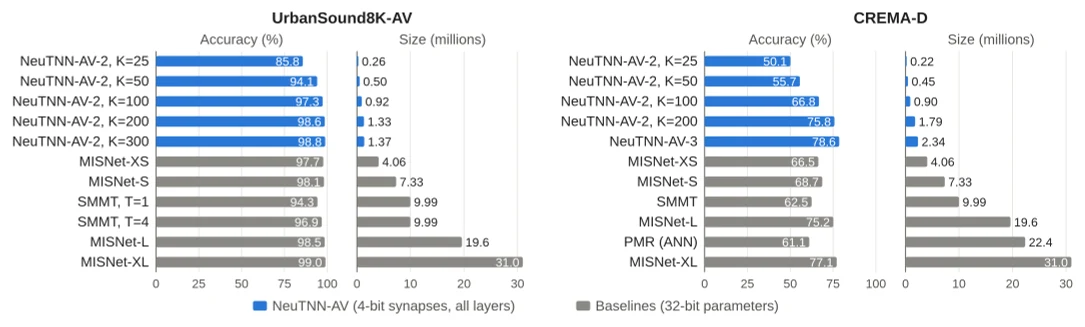 UrbanSound8K-AV
Accuracy (%) Size (millions)
NeuTNN-AV-2, K=25 85.8 0.26
NeuTNN-AV-2, K=50 94.1 0.50
NeuTNN-AV-2, K=100 97.3 0.92
NeuTNN-AV-2, K=200 98.6 1.33
NeuTNN-AV-2, K=300 98.8 1.37
MISNet-XS 97.7 4.06
MISNet-S 98.1 7.33
SMMT, T=1 94.3 9.99
SMMT, T=4 96.9 9.99
MISNet-L 98.5 19.6
MISNet-XL 99.0 31.0
0 25 50 75 100 0 10 20 30
CREMA-D
Accuracy (%) Size (millions)
NeuTNN-AV-2, K=25 50.1 0.22
NeuTNN-AV-2, K=50 55.7 0.45
NeuTNN-AV-2, K=100 66.8 0.90
NeuTNN-AV-2, K=200 75.8 1.79
NeuTNN-AV-3 78.6 2.34
MISNet-XS 66.5 4.06
MISNet-S 68.7 7.33
SMMT 62.5 9.99
MISNet-L 75.2 19.6
PMR (ANN) 61.1 22.4
MISNet-XL 77.1 31.0
0 25 50 75 100 0 10 20 30
NeuTNN-AV (4-bit synapses, all layers) Baselines (32-bit parameters)